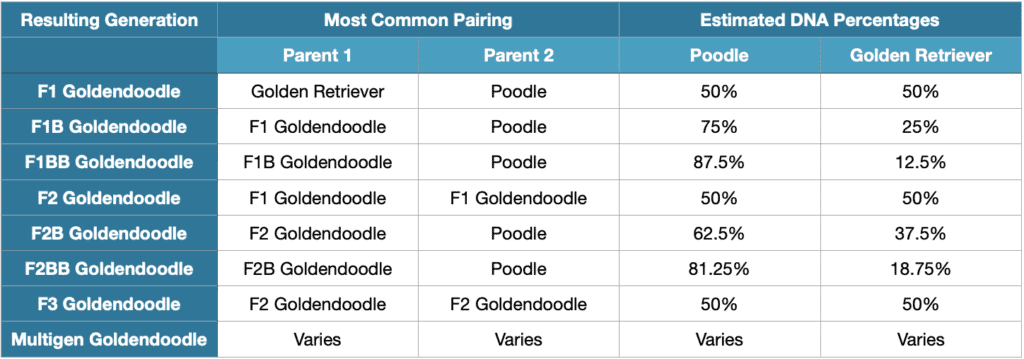 Resulting Generation Most Common Pairing Estimated DNA Percentages
Parent 1 Parent 2 Poodle Golden Retriever
F1 Goldendoodle Golden Retriever Poodle 50% 50%
F1B Goldendoodle F1 Goldendoodle Poodle 75% 25%
F1BB Goldendoodle F1B Goldendoodle Poodle 87.5% 12.5%
F2 Goldendoodle F1 Goldendoodle F1 Goldendoodle 50% 50%
F2B Goldendoodle F2 Goldendoodle Poodle 62.5% 37.5%
F2BB Goldendoodle F2B Goldendoodle Poodle 81.25% 18.75%
F3 Goldendoodle F2 Goldendoodle F2 Goldendoodle 50% 50%
Multigen Goldendoodle Varies Varies Varies Varies